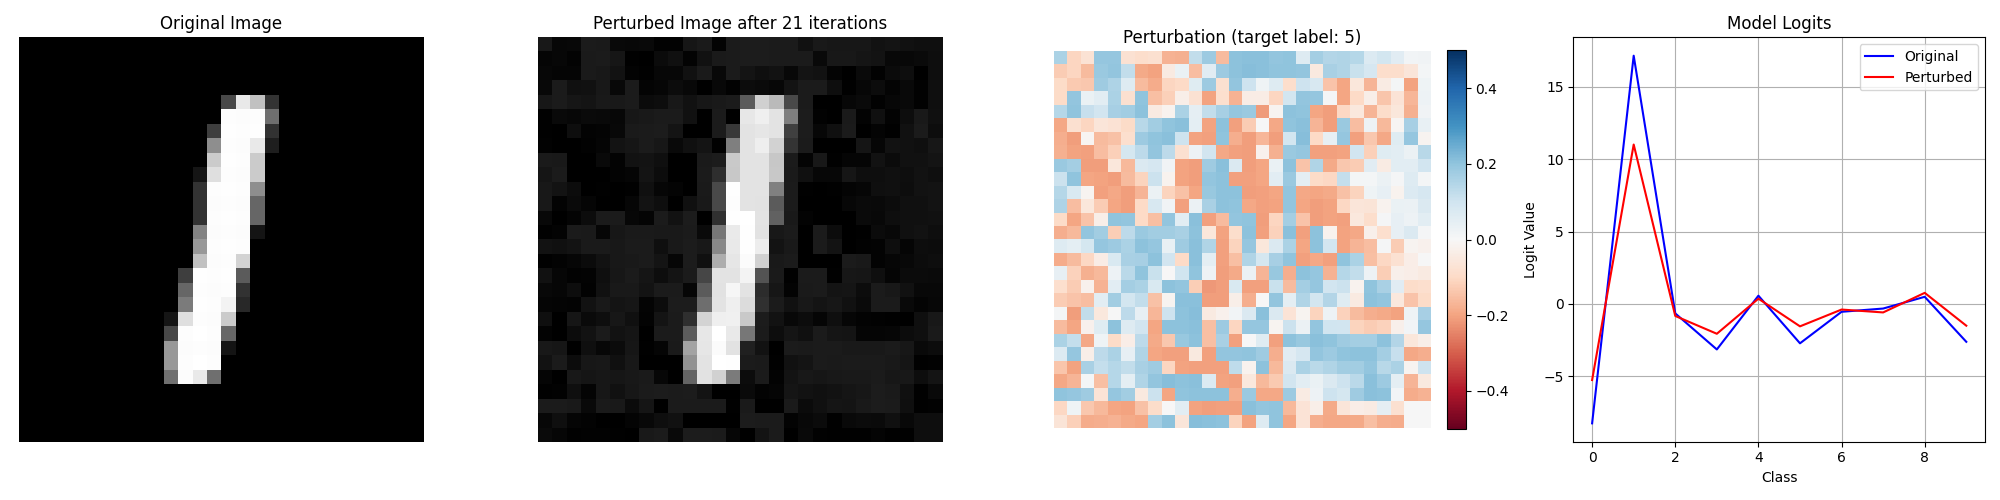 Original Image
Perturbed Image after 21 iterations
Perturbation (target label: 5)
0.4
0.2
0.0
−0.2
−0.4
Model Logits
Original
Perturbed
Logit Value
15
10
5
0
−5
0 2 4 6 8
Class